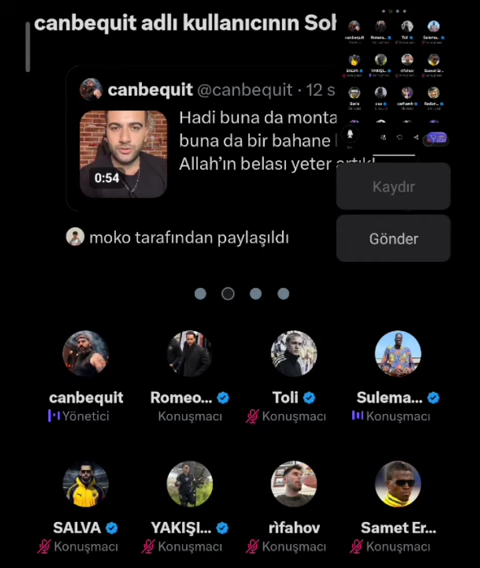 canbequit adlı kullanıcının Soh
canbequit @canbequit · 12 s
Hadi buna da monta
buna da bir bahane
Allah'ın belası yeter artık!
0:54
moko tarafından paylaşıldı
Kaydır
Gönder
canbequit
Yönetici
Romeo...
Konuşmacı
Toli
Konuşmacı
Sulema...
Konuşmacı
SALVA
Konuşmacı
YAKIŞI...
Konuşmacı
rifahov
Konuşmacı
Samet Er...
Konuşmacı